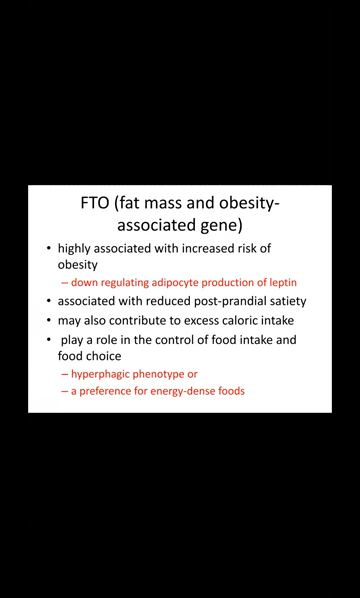 FTO (fat mass and obesity-
associated gene)
• highly associated with increased risk of
obesity
– down regulating adipocyte production of leptin
• associated with reduced post-prandial satiety
• may also contribute to excess caloric intake
• play a role in the control of food intake and
food choice
– hyperphagic phenotype or
– a preference for energy-dense foods